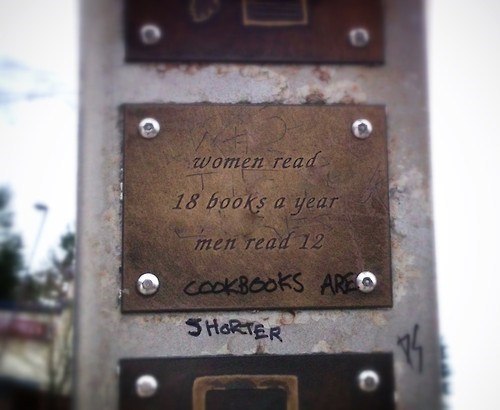 women read
18 books a year
men read 12
COOKBOOKS ARE
SHORTER